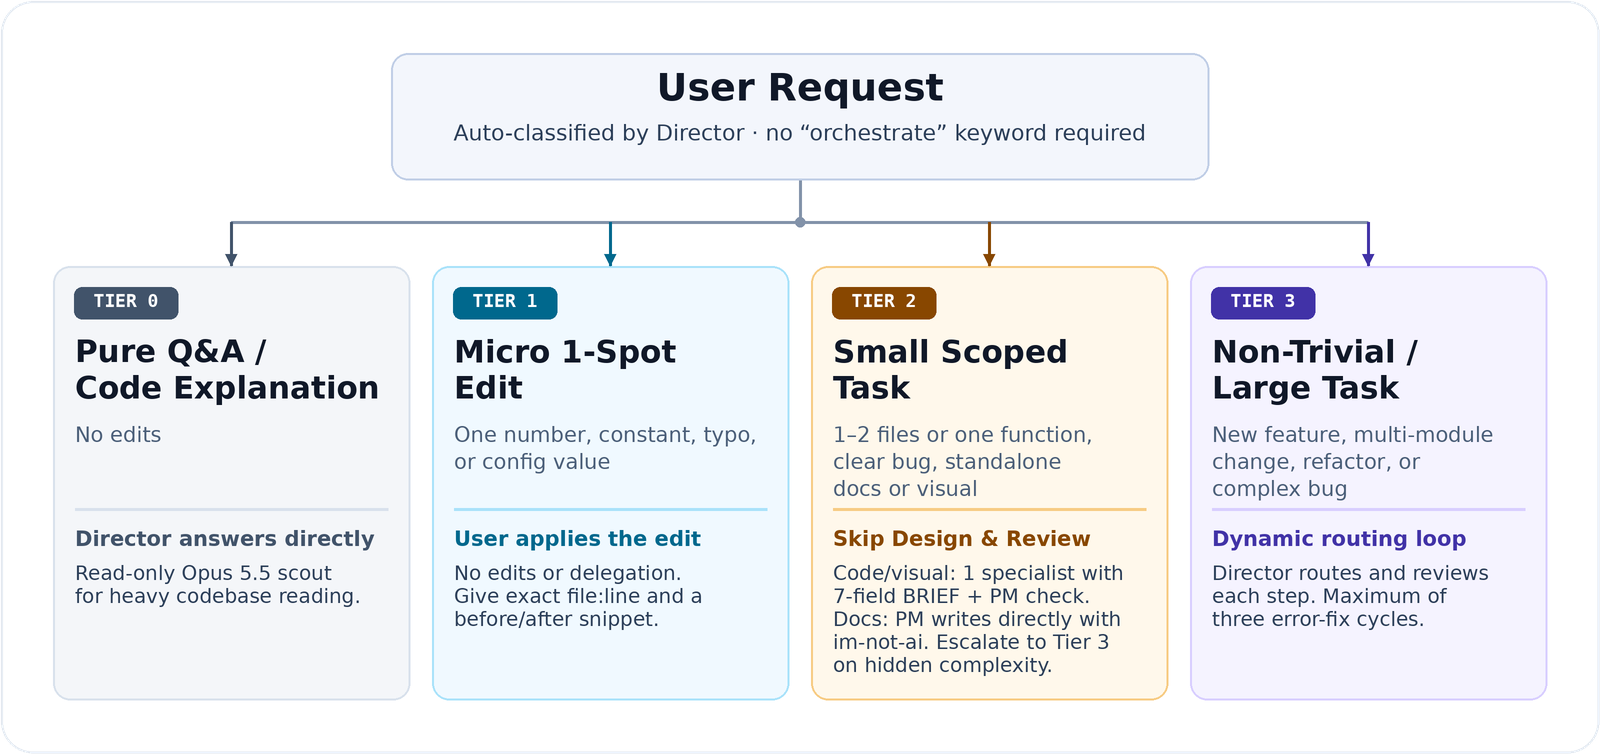 User Request
Auto-classified by Director · no “orchestrate” keyword required
TIER 0
Pure Q&A /
Code Explanation
No edits
Director answers directly
Read-only Opus 5.5 scout
for heavy codebase reading.
TIER 1
Micro 1-Spot
Edit
One number, constant, typo,
or config value
User applies the edit
No edits or delegation.
Give exact file:line and a
before/after snippet.
TIER 2
Small Scoped
Task
1–2 files or one function,
clear bug, standalone
docs or visual
Skip Design & Review
Code/visual: 1 specialist with
7-field BRIEF + PM check.
Docs: PM writes directly with
im-not-ai. Escalate to Tier 3
on hidden complexity.
TIER 3
Non-Trivial /
Large Task
New feature, multi-module
change, refactor, or
complex bug
Dynamic routing loop
Director routes and reviews
each step. Maximum of
three error-fix cycles.